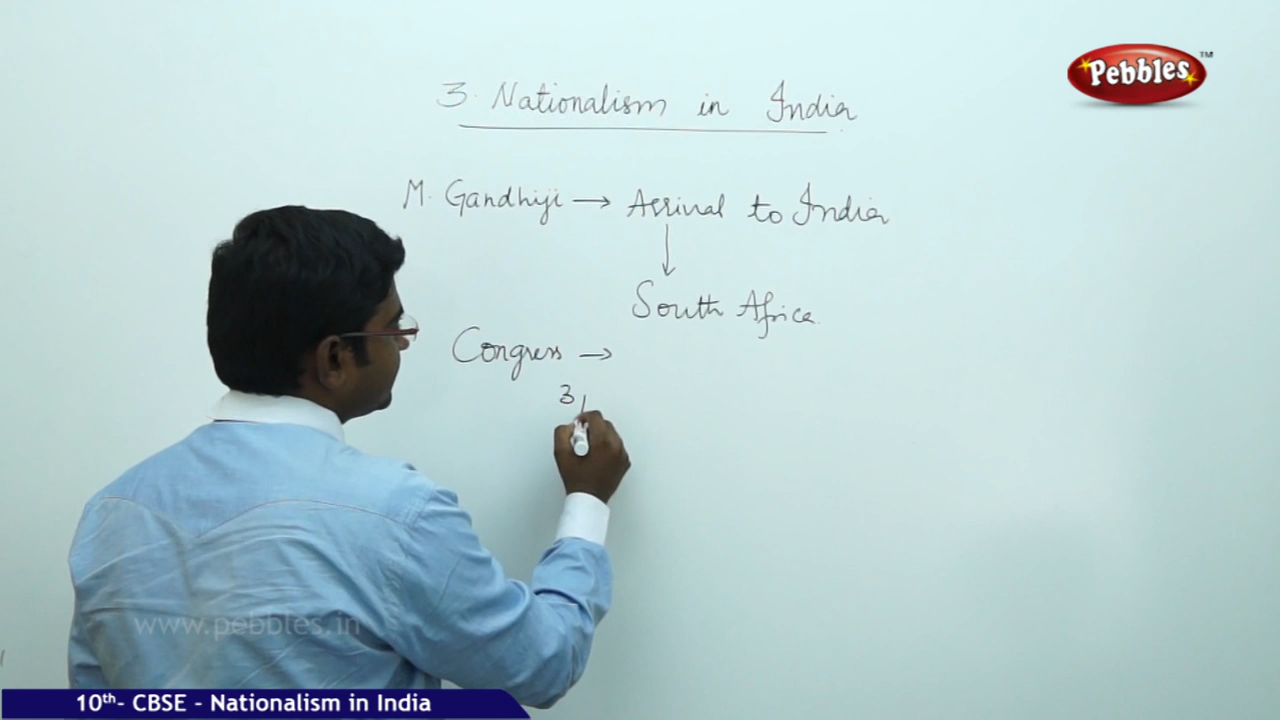 Pebbles™
3. Nationalism in India
M. Gandhiji → Arrival to India
↓
South Africa.
Congress →
3
www.pebbles.in
10th- CBSE - Nationalism in India